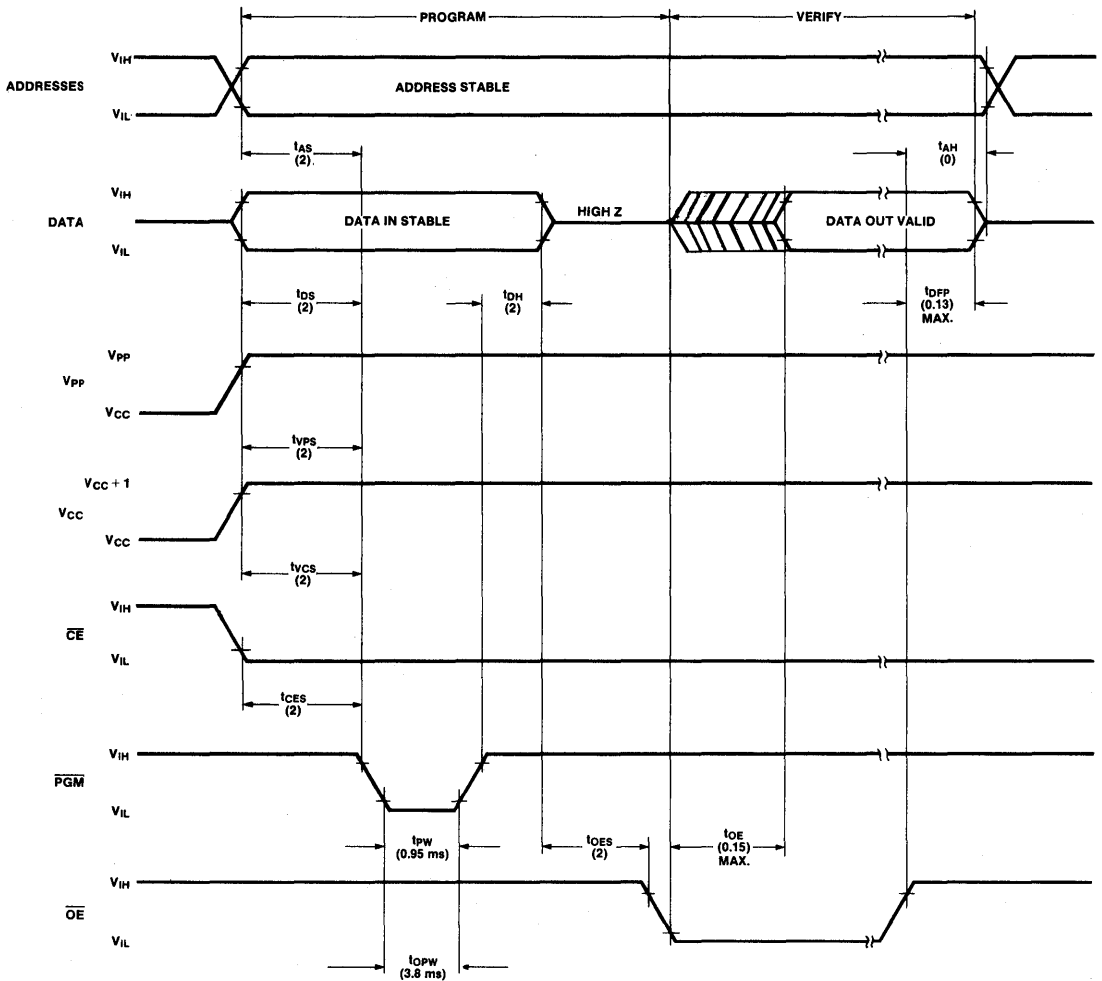 PROGRAM
VERIFY
ADDRESSES
VIH
VIL
ADDRESS STABLE
tAS
(2)
tAH
(0)
DATA
VIH
VIL
DATA IN STABLE
HIGH Z
DATA OUT VALID
tDS
(2)
tDH
(2)
tDFP
(0.13)
MAX.
VPP
VPP
VCC
tVPS
(2)
VCC + 1
VCC
VCC
tVCS
(2)
CE
VIH
VIL
tCES
(2)
PGM
VIH
VIL
tPW
(0.95 ms)
tOES
(2)
tOE
(0.15)
MAX.
OE
VIH
VIL
tOPW
(3.8 ms)